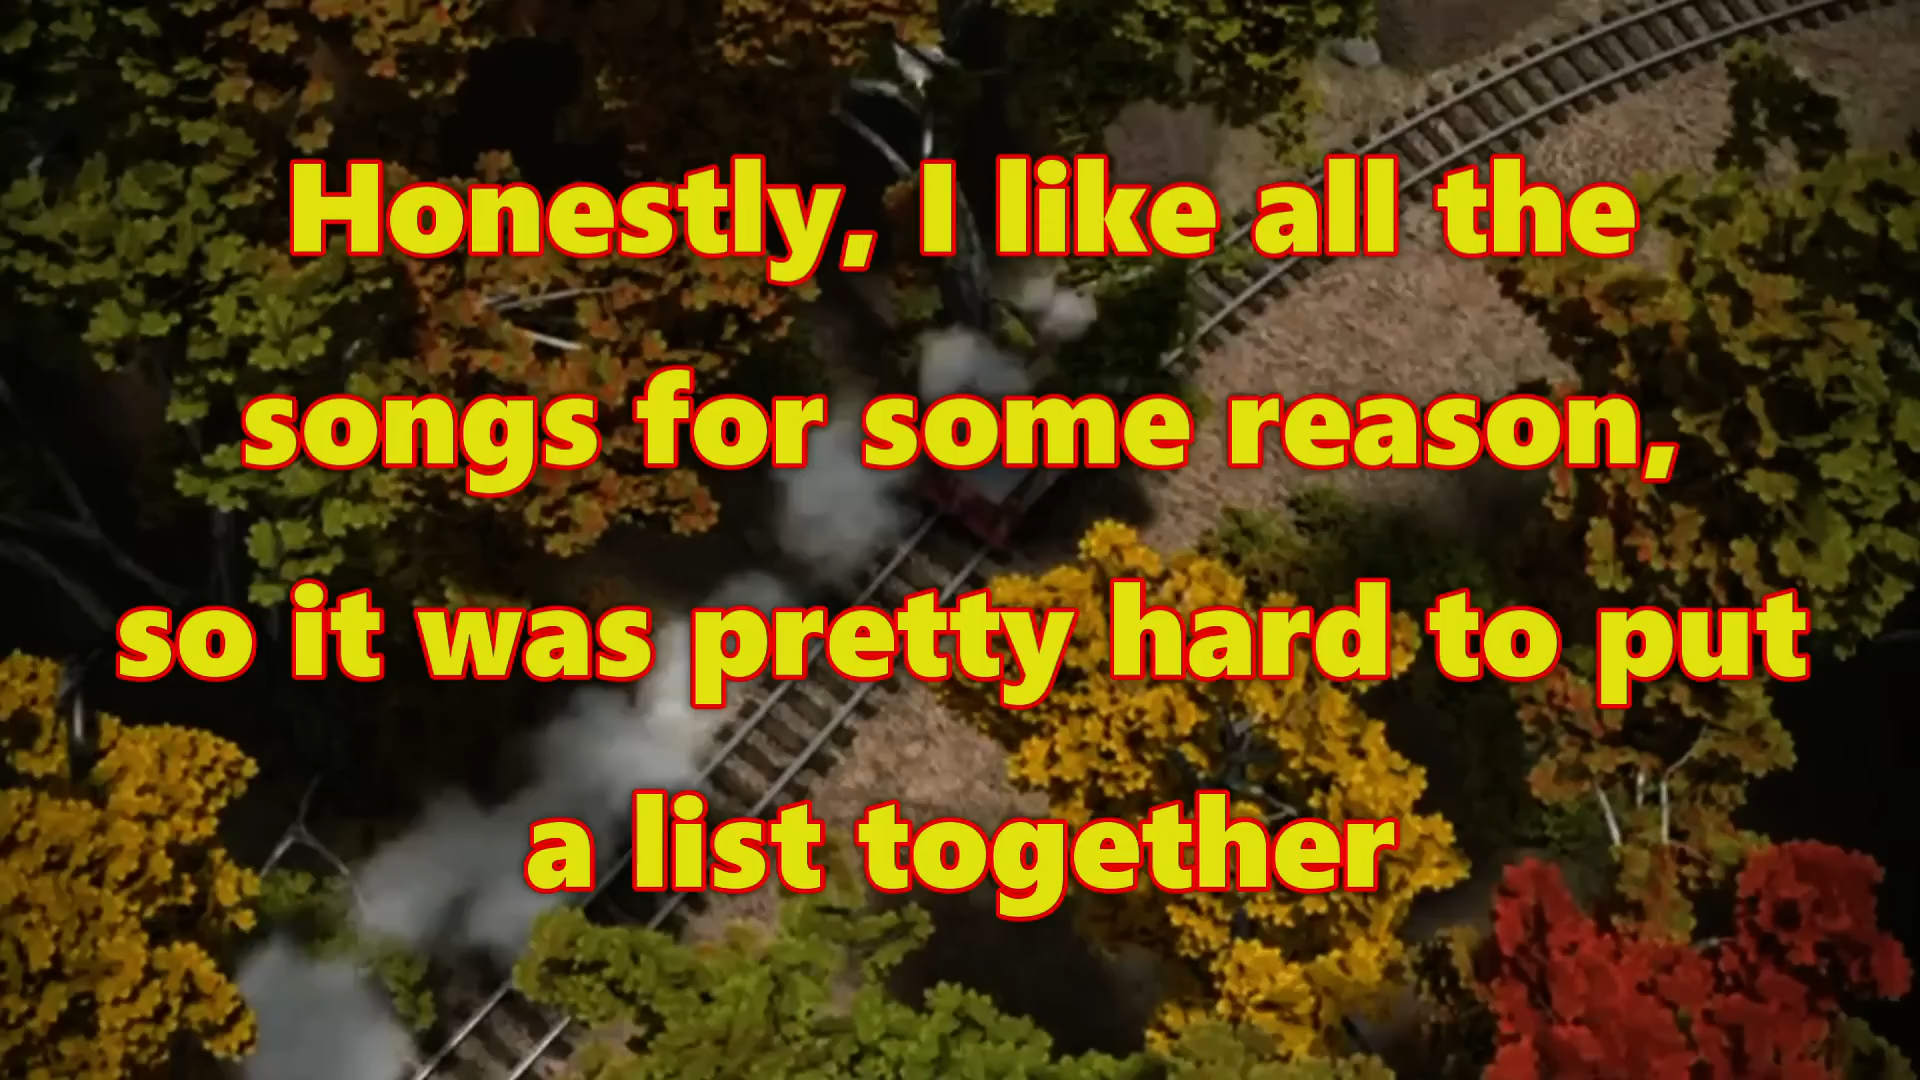 Honestly, I like all the
songs for some reason,
so it was pretty hard to put
a list together